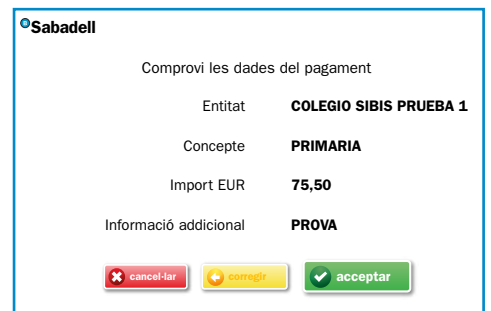 Sabadell
Comprovi les dades del pagament
Entitat COLEGIO SIBIS PRUEBA 1
Concepte PRIMARIA
Import EUR 75,50
Informació addicional PROVA
cancel·lar corregir acceptar